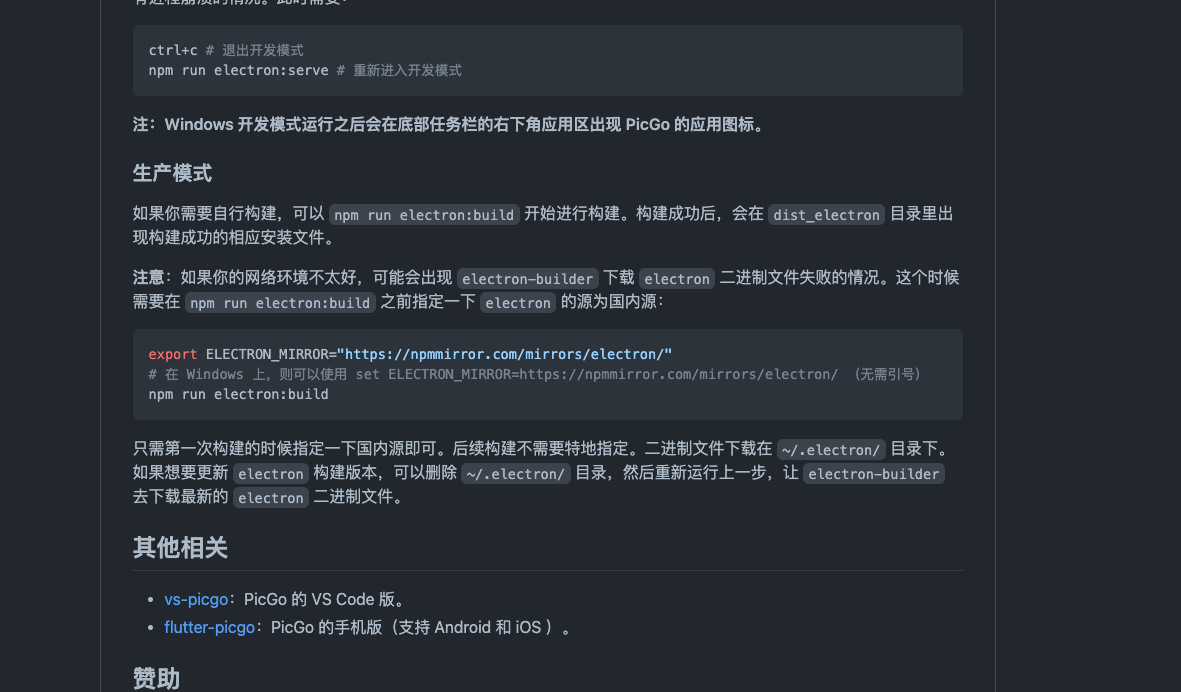 有进程崩溃的情况。此时需要：
ctrl+c # 退出开发模式
npm run electron:serve # 重新进入开发模式
注：Windows 开发模式运行之后会在底部任务栏的右下角应用区出现 PicGo 的应用图标。
生产模式
如果你需要自行构建，可以 npm run electron:build 开始进行构建。构建成功后，会在 dist_electron 目录里出
现构建成功的相应安装文件。
注意：如果你的网络环境不太好，可能会出现 electron-builder 下载 electron 二进制文件失败的情况。这个时候
需要在 npm run electron:build 之前指定一下 electron 的源为国内源：
export ELECTRON_MIRROR="https://npmmirror.com/mirrors/electron/"
# 在 Windows 上，则可以使用 set ELECTRON_MIRROR=https://npmmirror.com/mirrors/electron/ （无需引号）
npm run electron:build
只需第一次构建的时候指定一下国内源即可。后续构建不需要特地指定。二进制文件下载在 ~/.electron/ 目录下。
如果想要更新 electron 构建版本，可以删除 ~/.electron/ 目录，然后重新运行上一步，让 electron-builder
去下载最新的 electron 二进制文件。
其他相关
• vs-picgo：PicGo 的 VS Code 版。
• flutter-picgo：PicGo 的手机版（支持 Android 和 iOS ）。
赞助